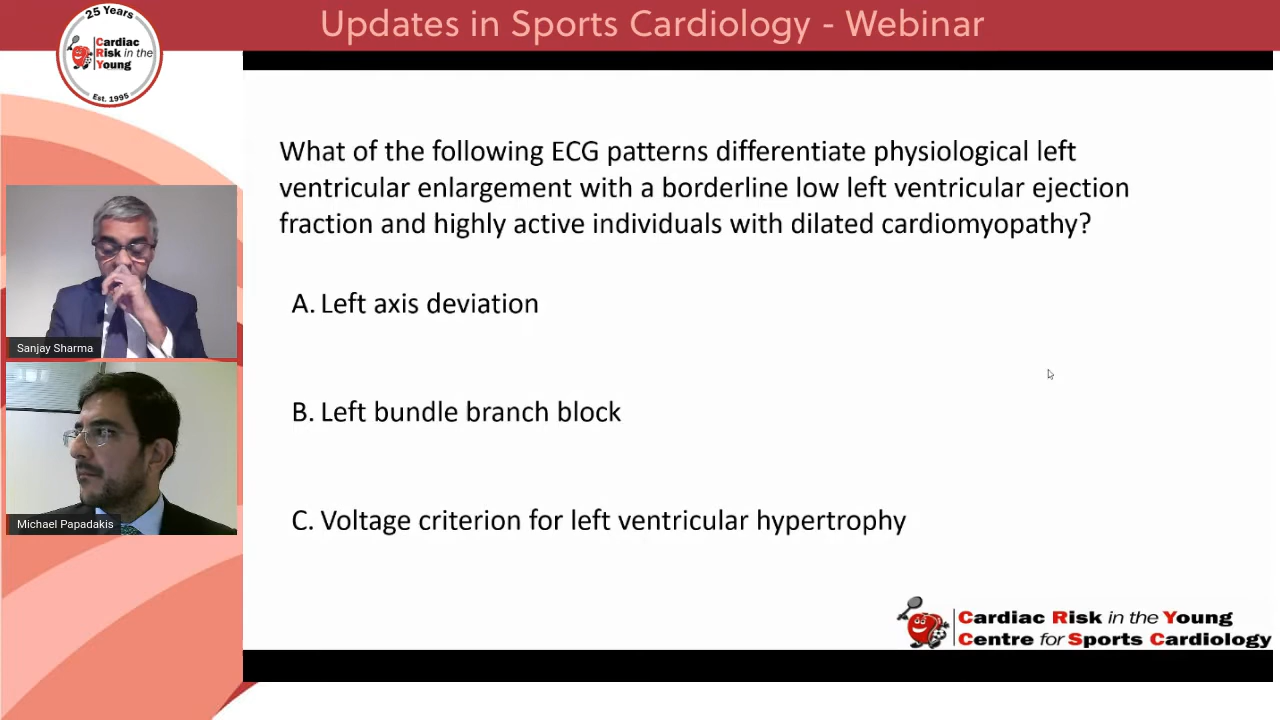 Updates in Sports Cardiology - Webinar
25 Years
Cardiac
Risk in the
Young
Est. 1995
What of the following ECG patterns differentiate physiological left
ventricular enlargement with a borderline low left ventricular ejection
fraction and highly active individuals with dilated cardiomyopathy?
A. Left axis deviation
B. Left bundle branch block
C. Voltage criterion for left ventricular hypertrophy
Sanjay Sharma
Michael Papadakis
Cardiac Risk in the Young
Centre for Sports Cardiology